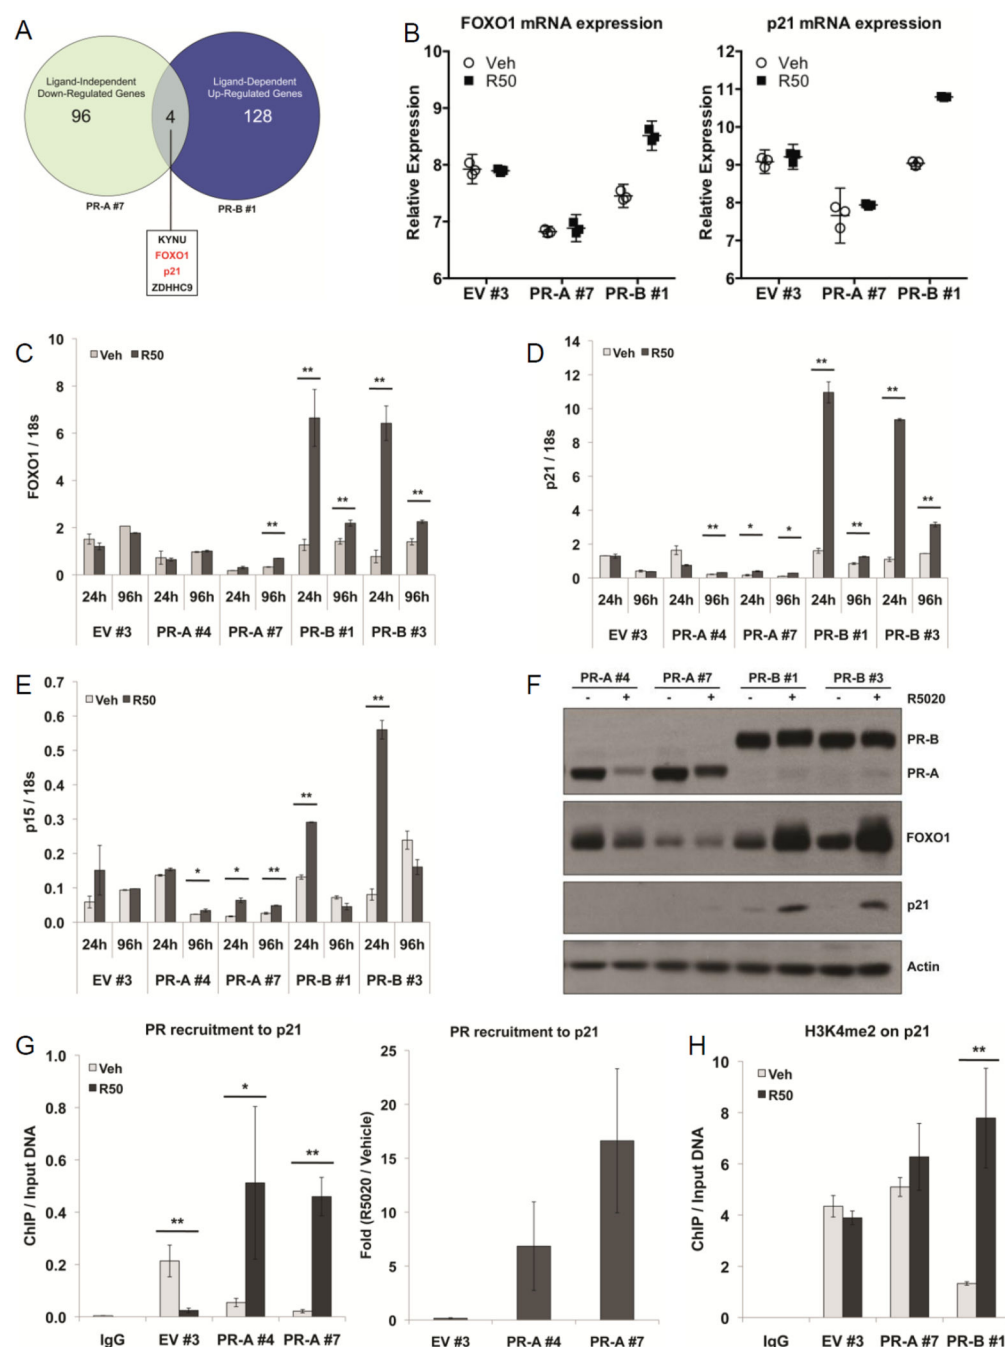 A
Ligand-Independent
Down-Regulated Genes
96
4
Ligand-Dependent
Up-Regulated Genes
128
PR-A #7
PR-B #1
KYNU
FOXO1
p21
ZDHHC9
B
FOXO1 mRNA expression
Relative Expression
10
9
8
7
6
Veh
R50
EV #3 PR-A #7 PR-B #1
p21 mRNA expression
Relative Expression
12
11
10
9
8
7
6
Veh
R50
EV #3 PR-A #7 PR-B #1
C
FOXO1 / 18s
10
8
6
4
2
0
Veh R50
** ** ** ** **
24h 96h 24h 96h 24h 96h 24h 96h 24h 96h
EV #3 PR-A #4 PR-A #7 PR-B #1 PR-B #3
D
p21 / 18s
14
12
10
8
6
4
2
0
Veh R50
** * * ** ** ** **
24h 96h 24h 96h 24h 96h 24h 96h 24h 96h
EV #3 PR-A #4 PR-A #7 PR-B #1 PR-B #3
E
p15 / 18s
0.7
0.6
0.5
0.4
0.3
0.2
0.1
0.0
Veh R50
* * ** ** **
24h 96h 24h 96h 24h 96h 24h 96h 24h 96h
EV #3 PR-A #4 PR-A #7 PR-B #1 PR-B #3
F
PR-A #4 PR-A #7 PR-B #1 PR-B #3
- + - + - + - + R5020
PR-B
PR-A
FOXO1
p21
Actin
G
PR recruitment to p21
ChIP / Input DNA
1.0
0.8
0.6
0.4
0.2
0.0
Veh
R50
** * **
IgG EV #3 PR-A #4 PR-A #7
PR recruitment to p21
Fold (R5020 / Vehicle)
25
20
15
10
5
0
EV #3 PR-A #4 PR-A #7
H
H3K4me2 on p21
ChIP / Input DNA
10
8
6
4
2
0
Veh
R50
**
IgG EV #3 PR-A #7 PR-B #1